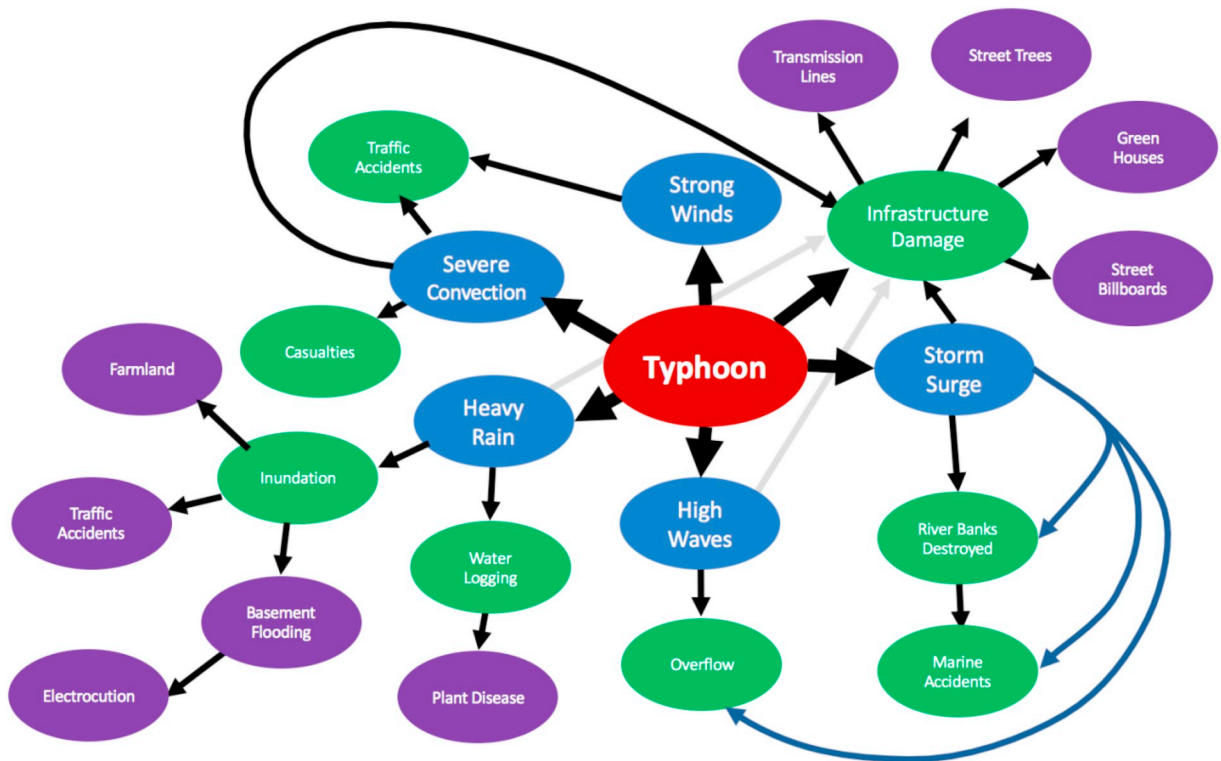 Transmission
Lines
Street Trees
Green
Houses
Traffic
Accidents
Strong
Winds
Infrastructure
Damage
Severe
Convection
Street
Billboards
Casualties
Typhoon
Storm
Surge
Farmland
Heavy
Rain
Inundation
High
Waves
Traffic
Accidents
River Banks
Destroyed
Water
Logging
Basement
Flooding
Overflow
Marine
Accidents
Electrocution
Plant Disease